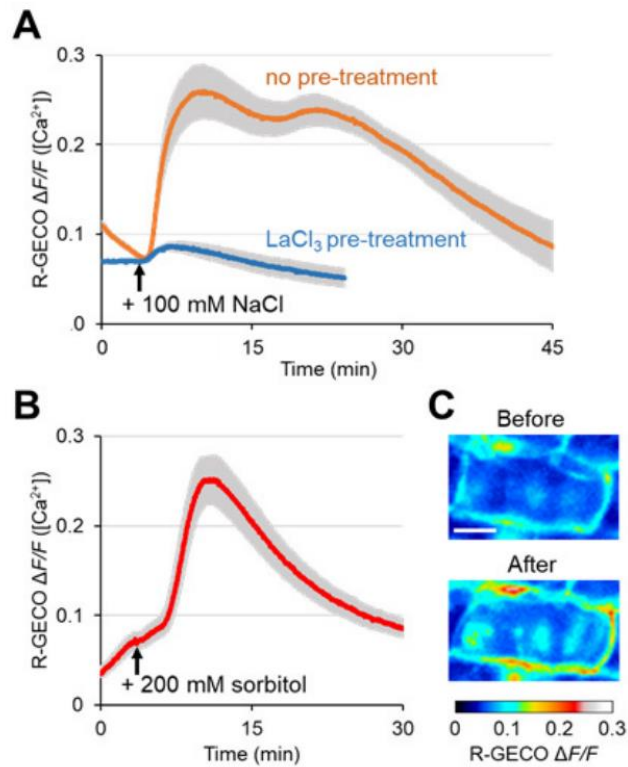 A
R-GECO ΔF/F ([Ca²⁺])
0.3
0.2
0.1
.0
no pre-treatment
LaCl₃ pre-treatment
+ 100 mM NaCl
0 15 30 45
Time (min)
B
R-GECO ΔF/F ([Ca²⁺])
0.3
0.2
0.1
0
+ 200 mM sorbitol
0 15 30
Time (min)
C
Before
After
0 0.1 0.2 0.3
R-GECO ΔF/F